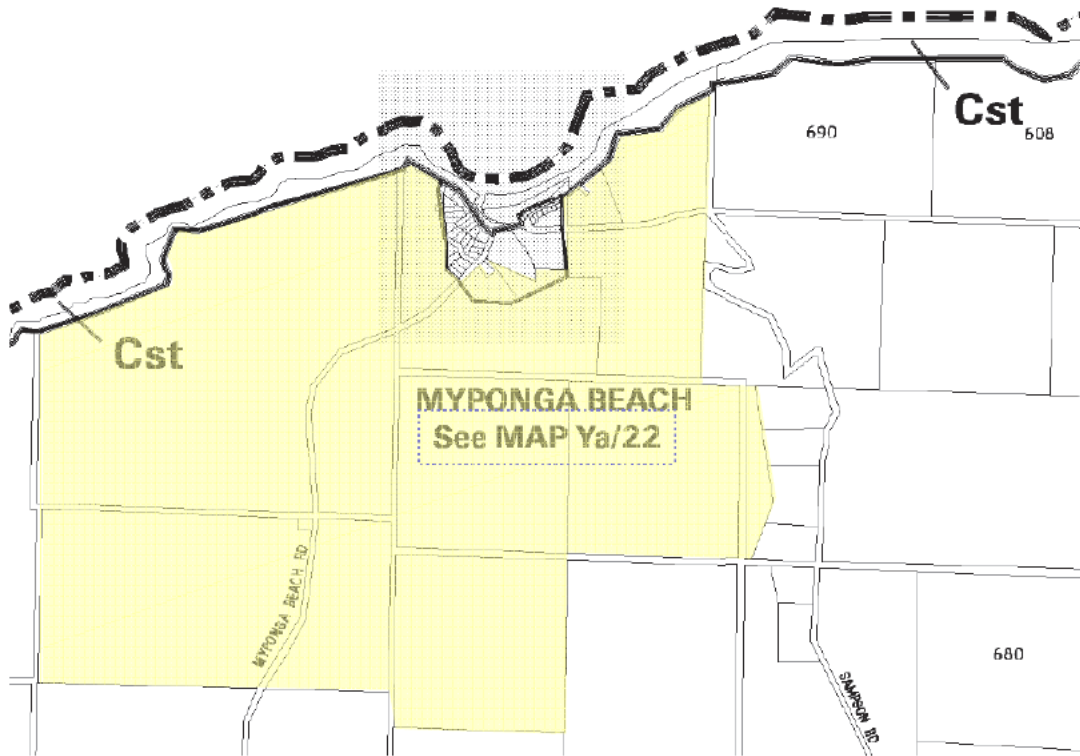 690
Cst
608
Cst
MYPONGA BEACH
See MAP Ya/22
MYPONGA BEACH RD
680
SAMPSON RD